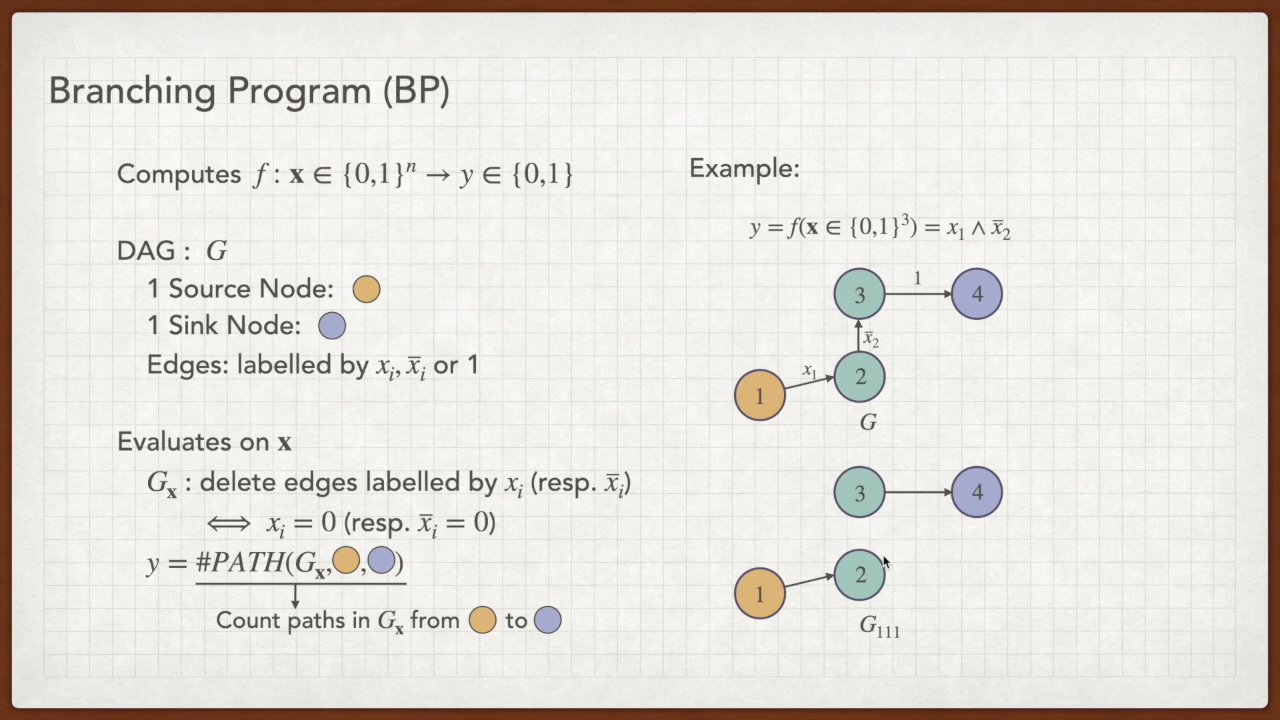 Branching Program (BP)
Computes f : x ∈ {0,1}ⁿ → y ∈ {0,1}
DAG : G
1 Source Node:
1 Sink Node:
Edges: labelled by xᵢ, x̄ᵢ or 1
Evaluates on x
Gₓ : delete edges labelled by xᵢ (resp. x̄ᵢ)
⟺ xᵢ = 0 (resp. x̄ᵢ = 0)
y = #PATH(Gₓ, , )
Count paths in Gₓ from to
Example:
y = f(x ∈ {0,1}³) = x₁ ∧ x̄₂
3 1 4
x̄₂
1 x₁ 2
G
3 4
1 2
G₁₁₁